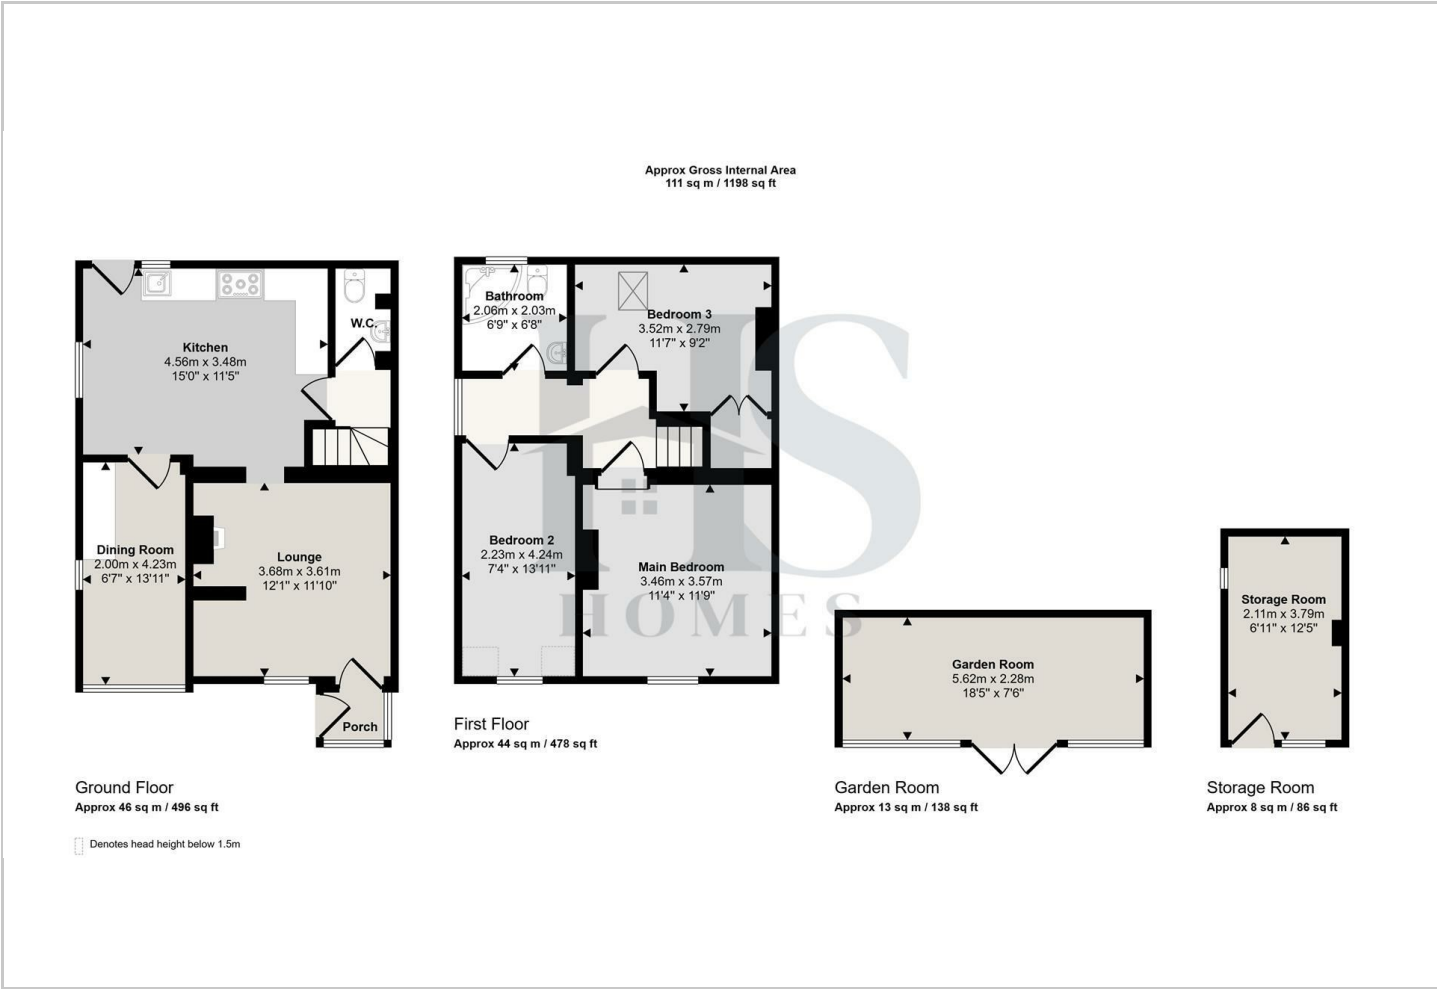 Approx Gross Internal Area
111 sq m / 1198 sq ft
Kitchen
4.56m x 3.48m
15'0" x 11'5"
W.C.
Dining Room
2.00m x 4.23m
6'7" x 13'11"
Lounge
3.68m x 3.61m
12'1" x 11'10"
Porch
Ground Floor
Approx 46 sq m / 496 sq ft
Denotes head height below 1.5m
Bathroom
2.06m x 2.03m
6'9" x 6'8"
Bedroom 3
3.52m x 2.79m
11'7" x 9'2"
Bedroom 2
2.23m x 4.24m
7'4" x 13'11"
Main Bedroom
3.46m x 3.57m
11'4" x 11'9"
First Floor
Approx 44 sq m / 478 sq ft
HS
HOMES
Garden Room
5.62m x 2.28m
18'5" x 7'6"
Garden Room
Approx 13 sq m / 138 sq ft
Storage Room
2.11m x 3.79m
6'11" x 12'5"
Storage Room
Approx 8 sq m / 86 sq ft